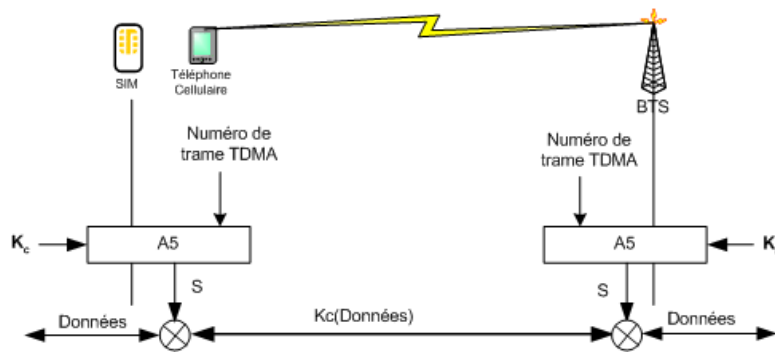 SIM
Téléphone
Cellulaire
BTS
Numéro de
trame TDMA
Numéro de
trame TDMA
Kc
A5
A5
K
S
S
Données
Kc(Données)
Données